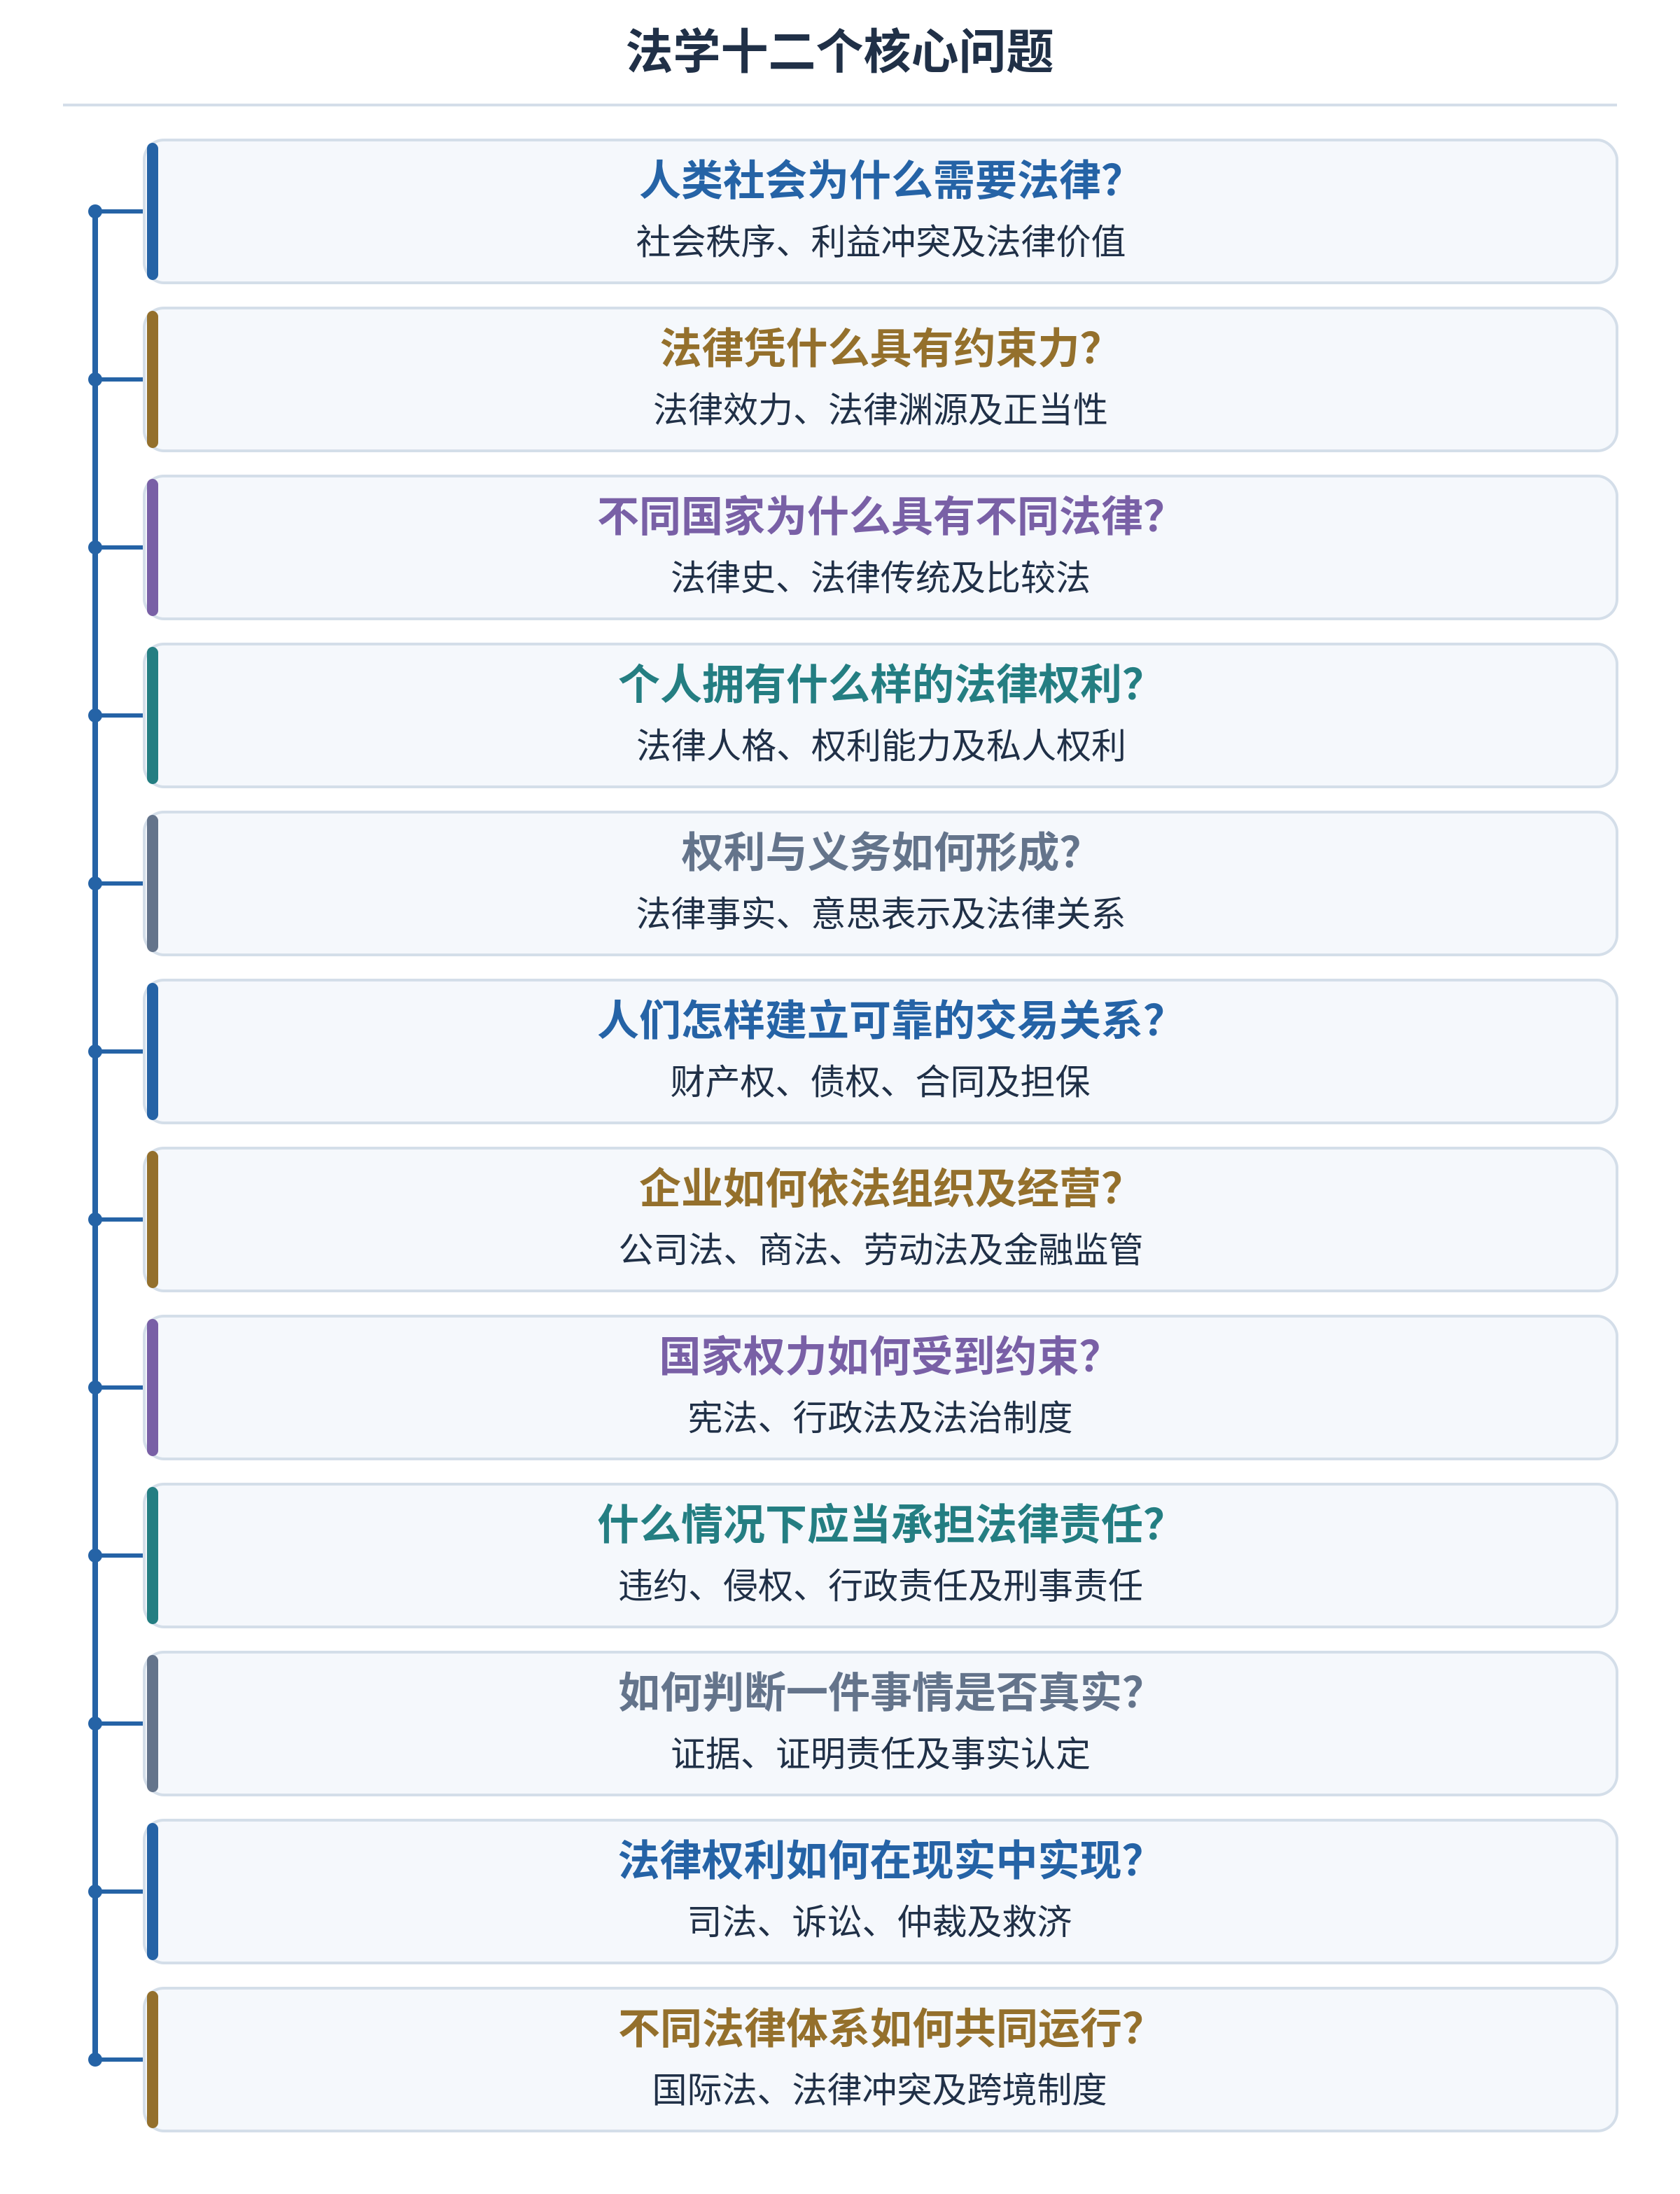 法学十二个核心问题
人类社会为什么需要法律？
社会秩序、利益冲突及法律价值
法律凭什么具有约束力？
法律效力、法律渊源及正当性
不同国家为什么具有不同法律？
法律史、法律传统及比较法
个人拥有什么样的法律权利？
法律人格、权利能力及私人权利
权利与义务如何形成？
法律事实、意思表示及法律关系
人们怎样建立可靠的交易关系？
财产权、债权、合同及担保
企业如何依法组织及经营？
公司法、商法、劳动法及金融监管
国家权力如何受到约束？
宪法、行政法及法治制度
什么情况下应当承担法律责任？
违约、侵权、行政责任及刑事责任
如何判断一件事情是否真实？
证据、证明责任及事实认定
法律权利如何在现实中实现？
司法、诉讼、仲裁及救济
不同法律体系如何共同运行？
国际法、法律冲突及跨境制度